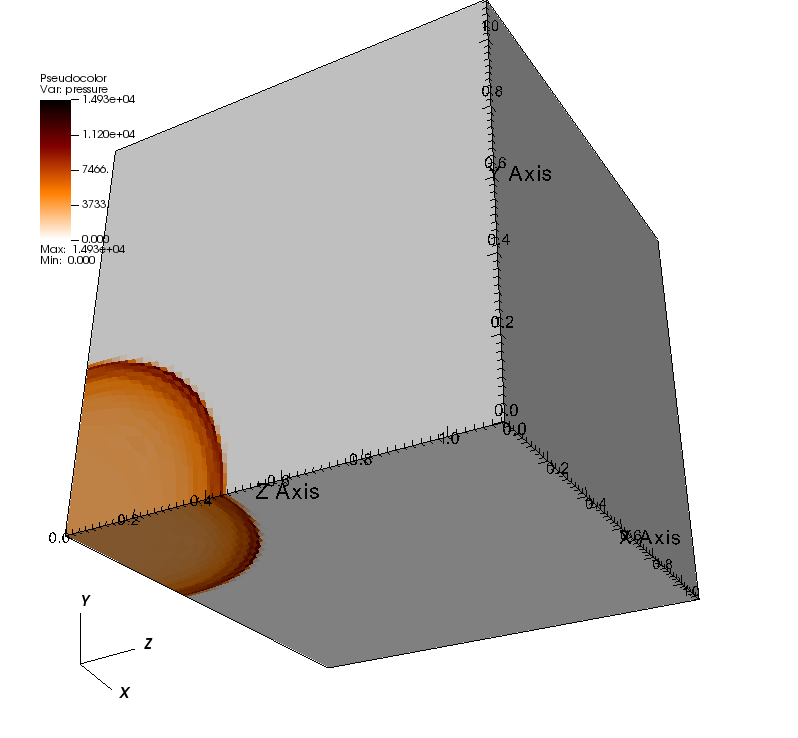 Pseudocolor
Var: pressure
1.493e+04
1.120e+04
7466.
3733.
0.000
Max: 1.493e+04
Min: 0.000
1.0
0.8
0.6
Y Axis
0.4
0.2
0.0
0.0
0.2
0.4
0.6
X Axis
0.8
1.0
0.0
0.2
0.4
0.6
Z Axis
0.8
1.0
Y
Z
X